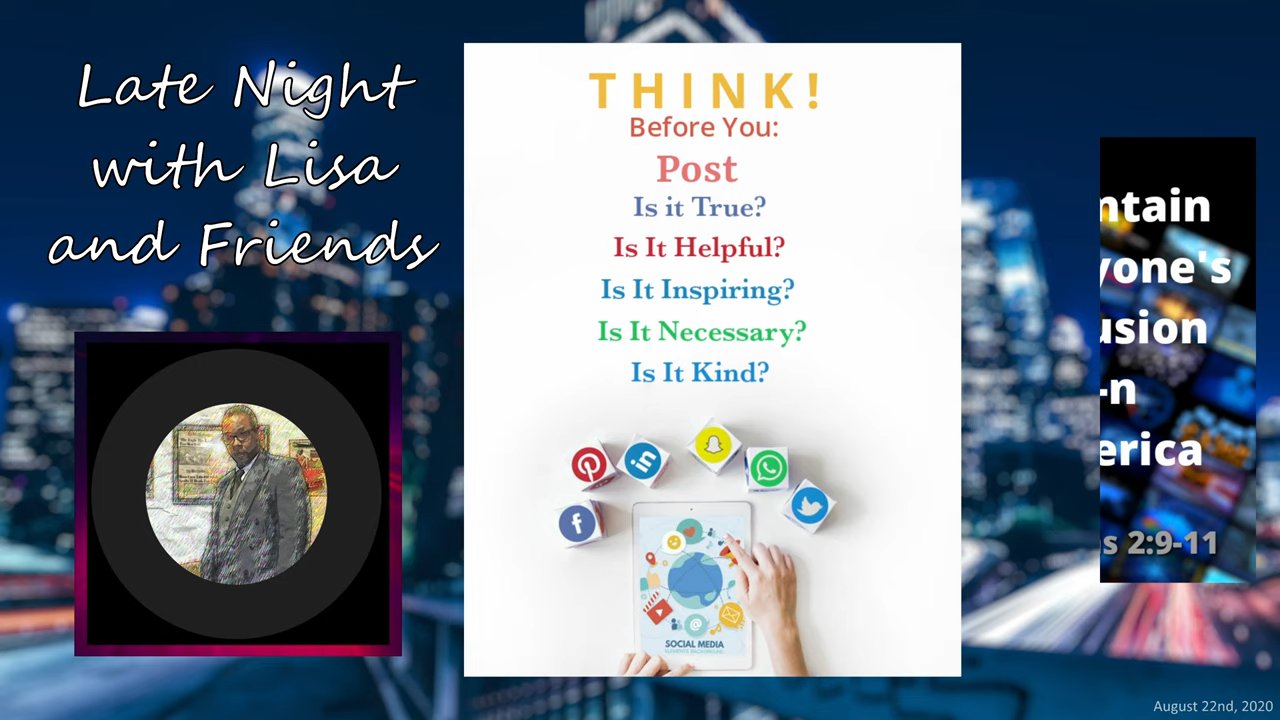 Late Night
with Lisa
and Friends
THINK!
Before You:
Post
Is it True?
Is It Helpful?
Is It Inspiring?
Is It Necessary?
Is It Kind?
SOCIAL MEDIA
ntain
yone's
usion
-n
erica
s 2:9-11
August 22nd, 2020